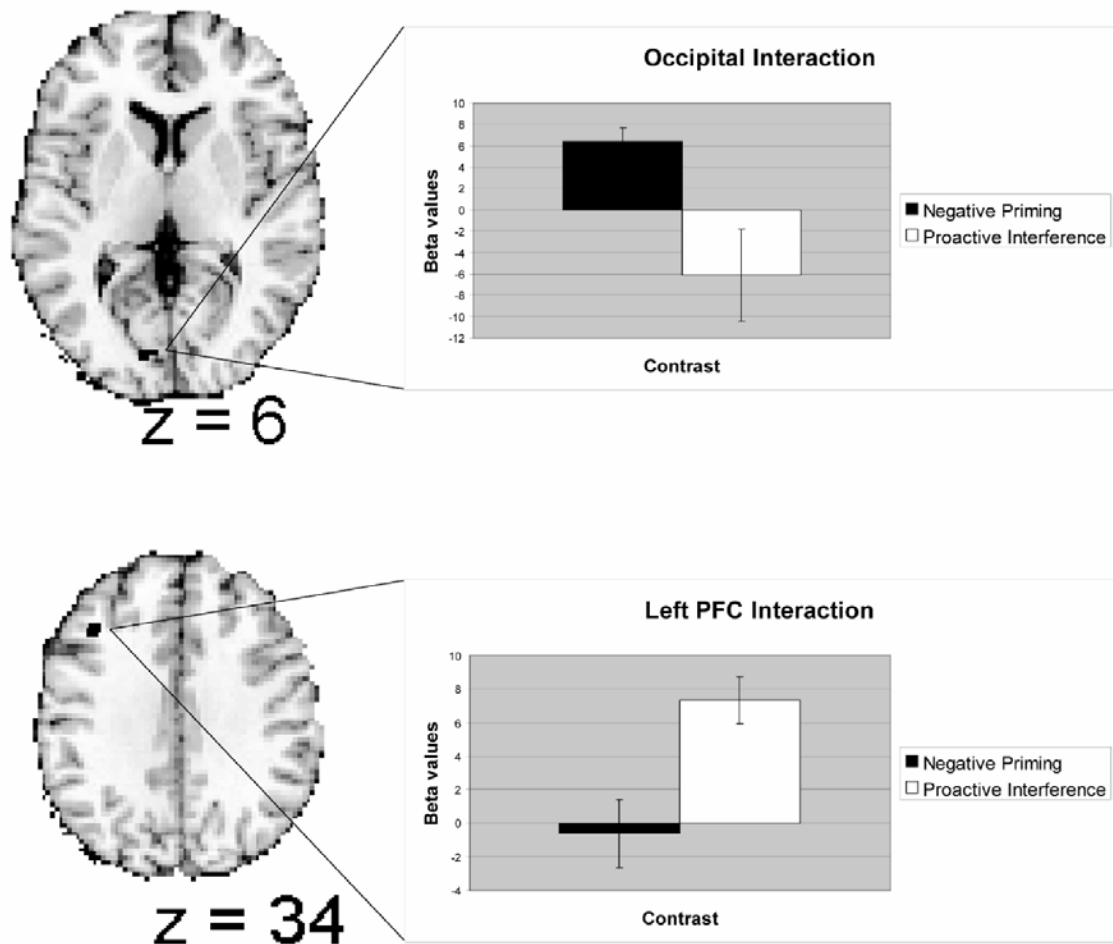 Occipital Interaction
10
8
6
4
2
0
-2
-4
-6
-8
-10
-12
Beta values
Contrast
Negative Priming
Proactive Interference
z = 6
Left PFC Interaction
10
8
6
4
2
0
-2
-4
Beta values
Contrast
Negative Priming
Proactive Interference
z = 34